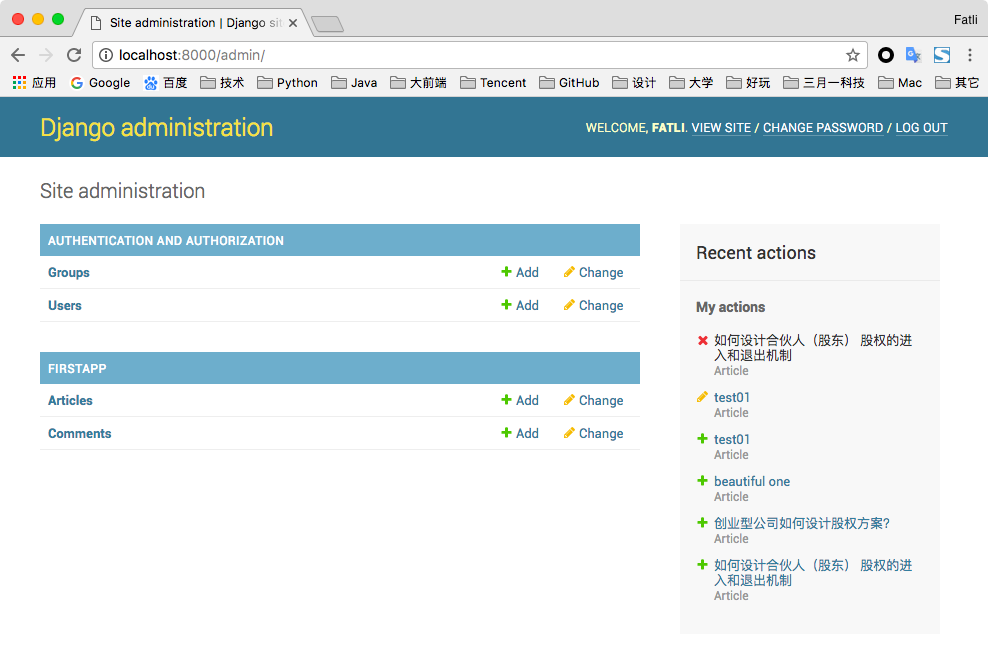 Site administration | Django sit
Fatli
localhost:8000/admin/
应用 Google 百度 技术 Python Java 大前端 Tencent GitHub 设计 大学 好玩 三月一科技 Mac 其它
Django administration
WELCOME, FATLI. VIEW SITE / CHANGE PASSWORD / LOG OUT
Site administration
AUTHENTICATION AND AUTHORIZATION
Groups Add Change
Users Add Change
FIRSTAPP
Articles Add Change
Comments Add Change
Recent actions
My actions
如何设计合伙人（股东） 股权的进
入和退出机制
Article
test01
Article
test01
Article
beautiful one
Article
创业型公司如何设计股权方案?
Article
如何设计合伙人（股东） 股权的进
入和退出机制
Article